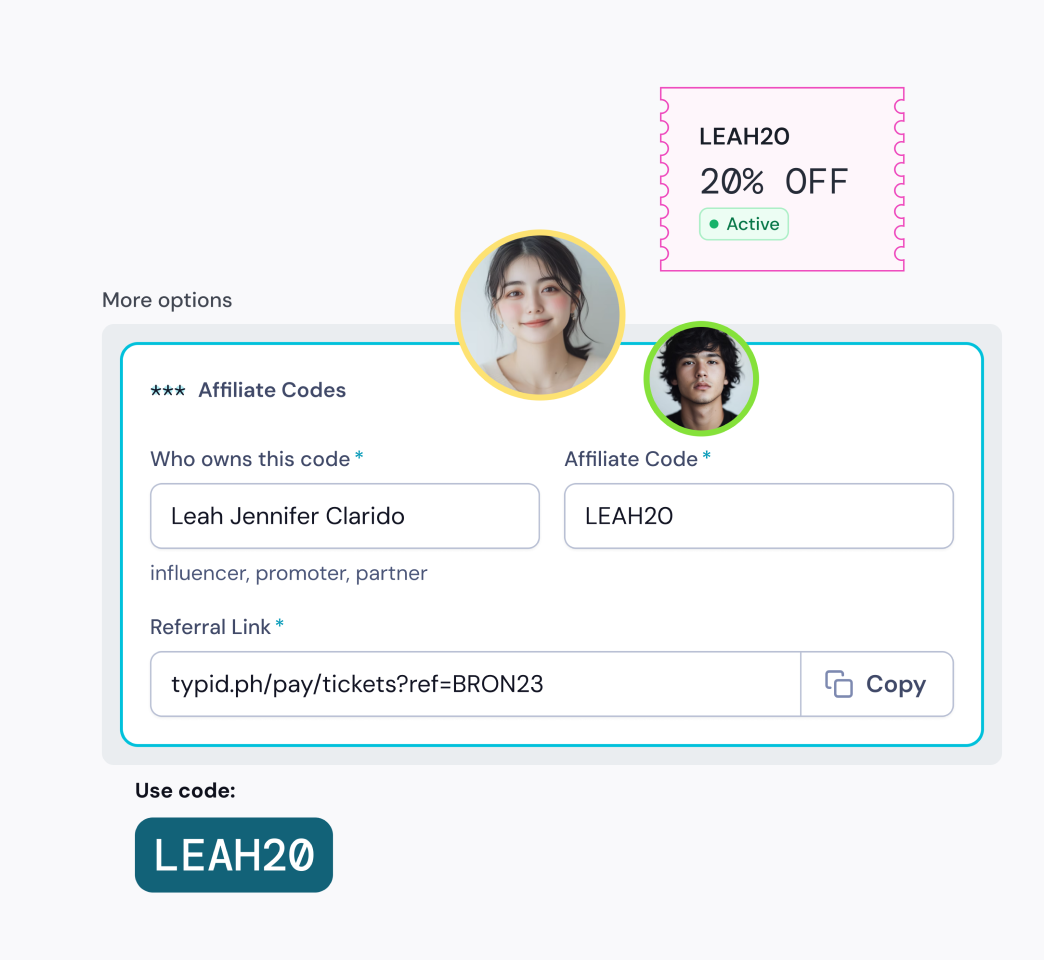 LEAH20
20% OFF
Active
More options
*** Affiliate Codes
Who owns this code *
Affiliate Code *
Leah Jennifer Clarido
LEAH20
influencer, promoter, partner
Referral Link *
typid.ph/pay/tickets?ref=BRON23
Copy
Use code:
LEAH20